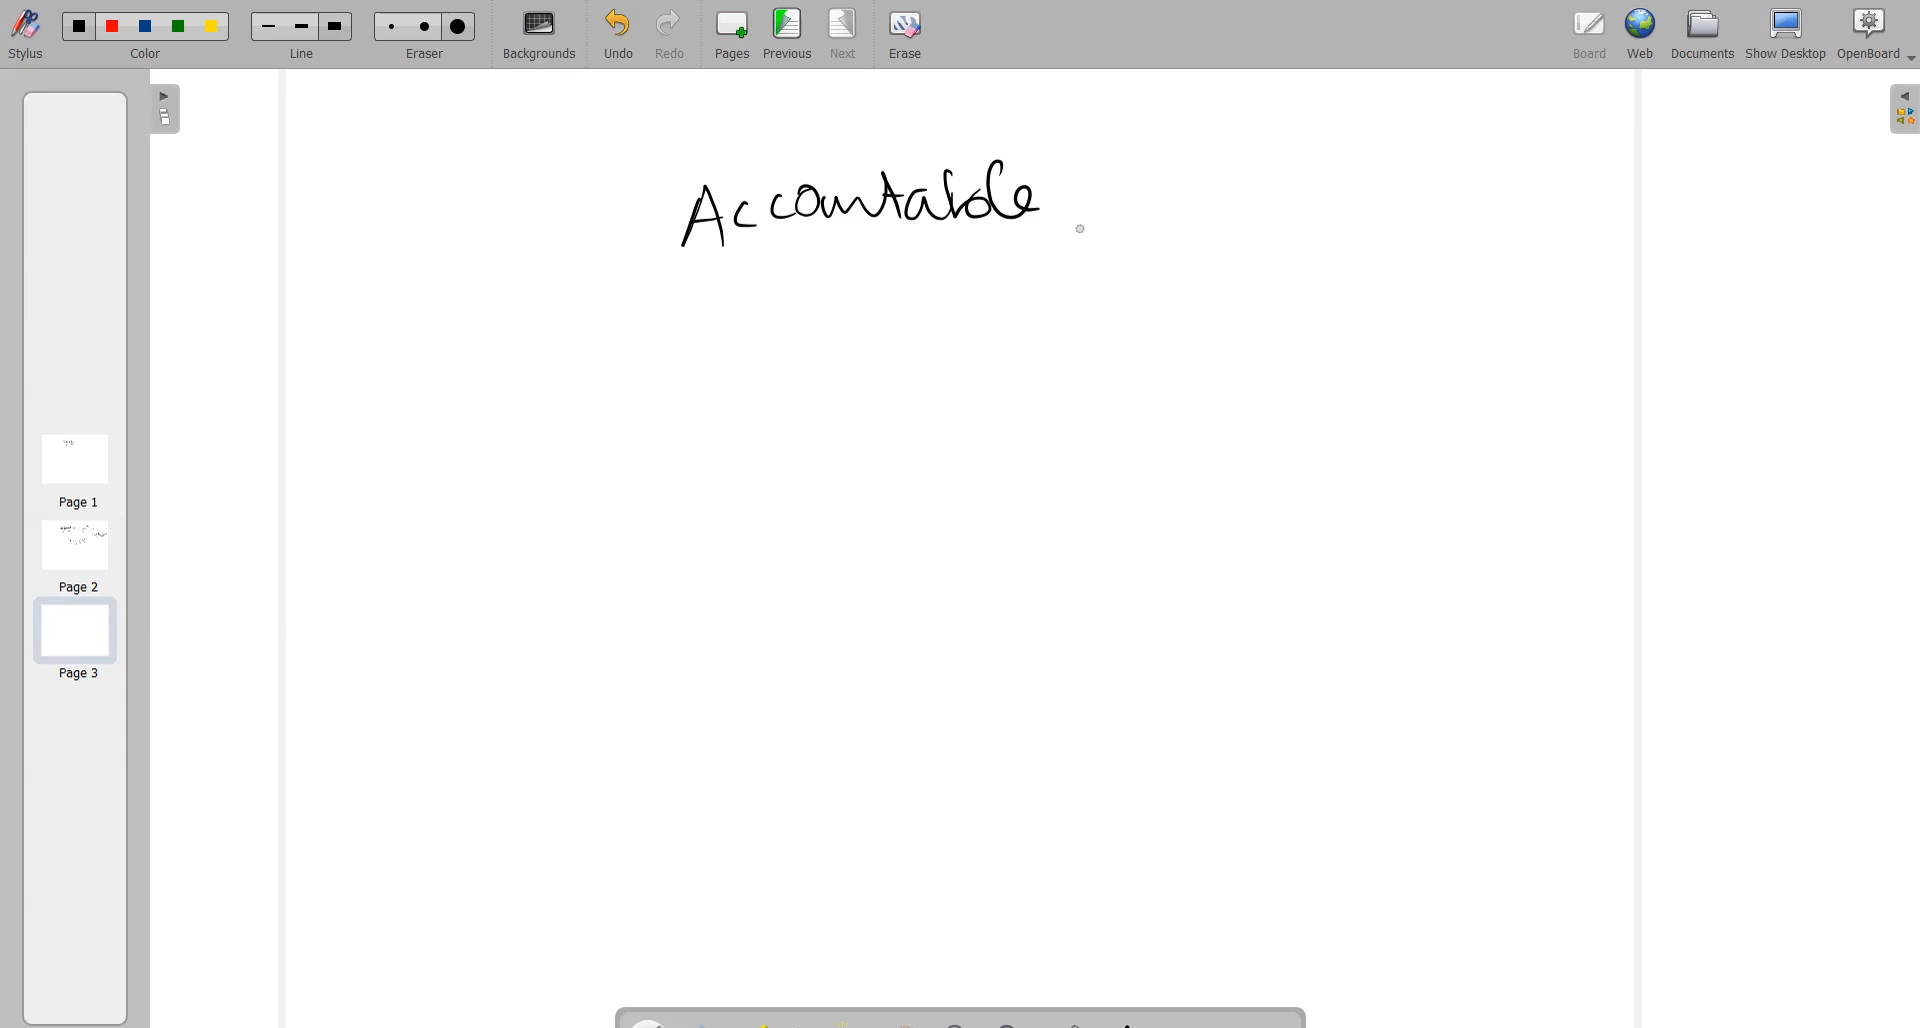 Stylus
Color
Line
Eraser
Backgrounds
Undo
Redo
Pages
Previous
Next
Erase
Board
Web
Documents
Show Desktop
OpenBoard
Accountable
Page 1
Page 2
Page 3